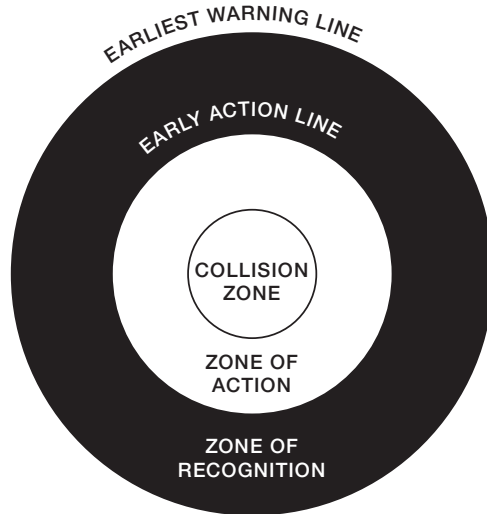 EARLIEST WARNING LINE
EARLY ACTION LINE
COLLISION
ZONE
ZONE OF
ACTION
ZONE OF
RECOGNITION